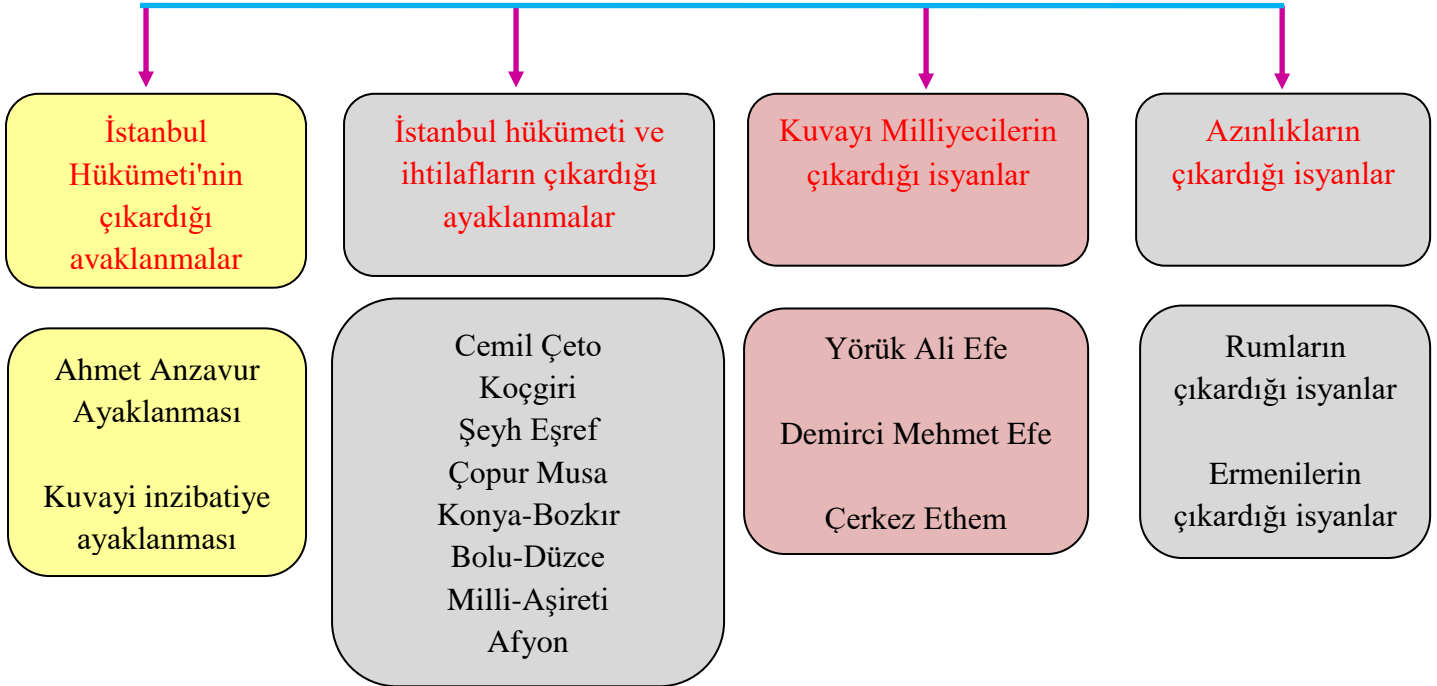 İstanbul
Hükümeti'nin
çıkardığı
avaklanmalar
İstanbul hükümeti ve
ihtilafların çıkardığı
ayaklanmalar
Kuvayı Milliyecilerin
çıkardığı isyanlar
Azınlıkların
çıkardığı isyanlar
Ahmet Anzavur
Ayaklanması
Kuvayi inzibatiye
ayaklanması
Cemil Çeto
Koçgiri
Şeyh Eşref
Çopur Musa
Konya-Bozkır
Bolu-Düzce
Milli-Aşireti
Afyon
Yörük Ali Efe
Demirci Mehmet Efe
Çerkez Ethem
Rumların
çıkardığı isyanlar
Ermenilerin
çıkardığı isyanlar